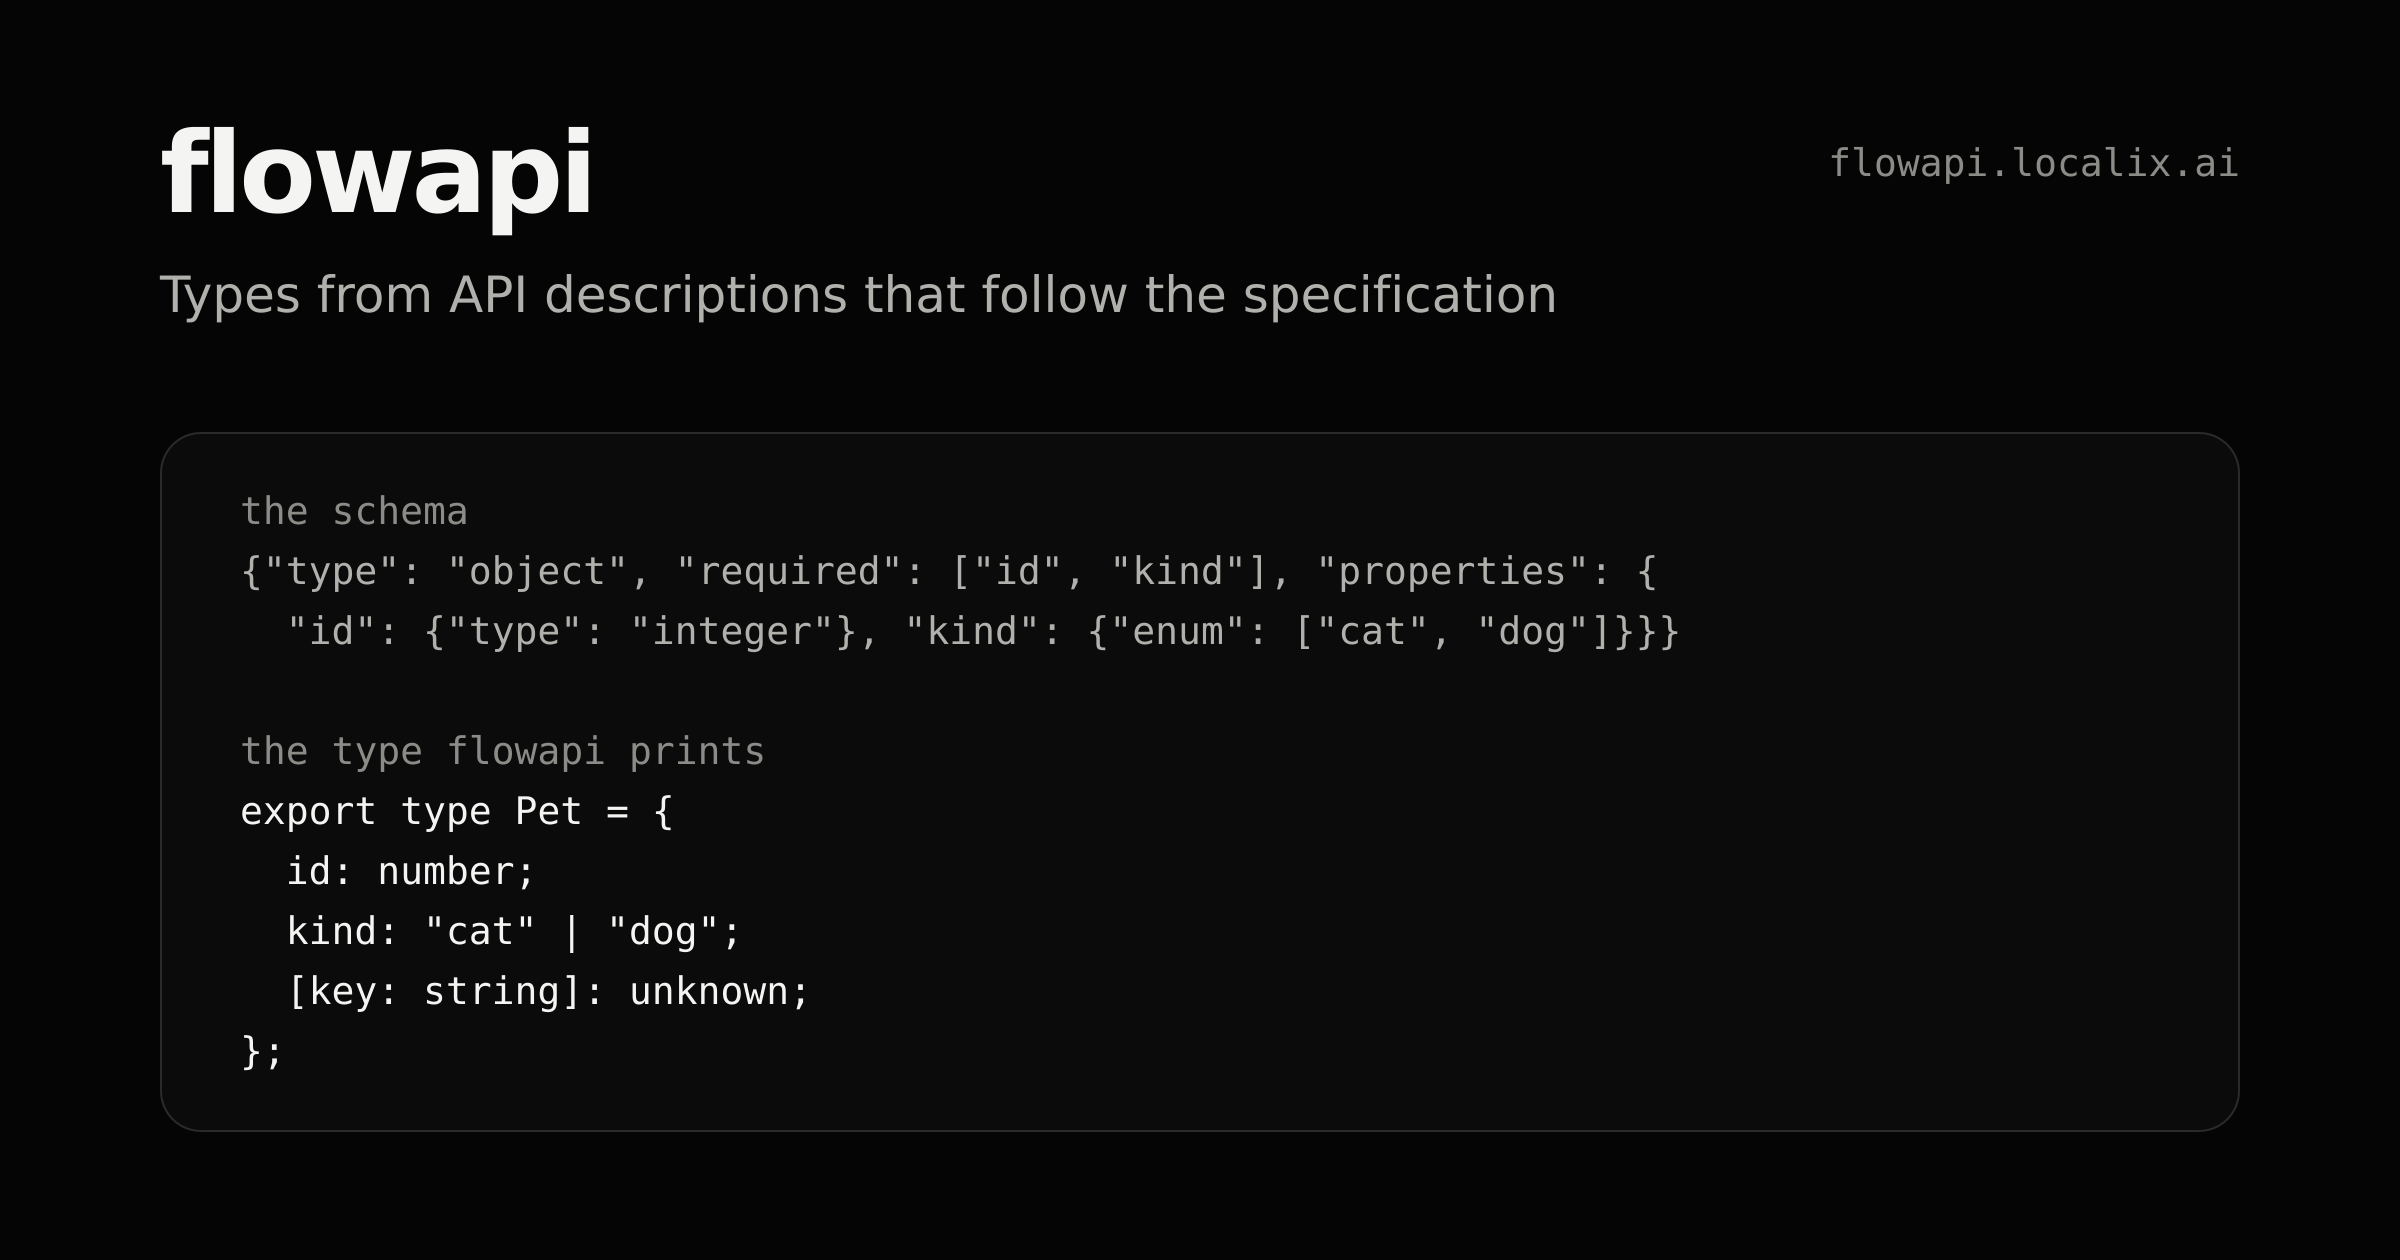 flowapi
flowapi.localix.ai
Types from API descriptions that follow the specification
the schema
{"type": "object", "required": ["id", "kind"], "properties": {
  "id": {"type": "integer"}, "kind": {"enum": ["cat", "dog"]}}}
the type flowapi prints
export type Pet = {
  id: number;
  kind: "cat" | "dog";
  [key: string]: unknown;
};